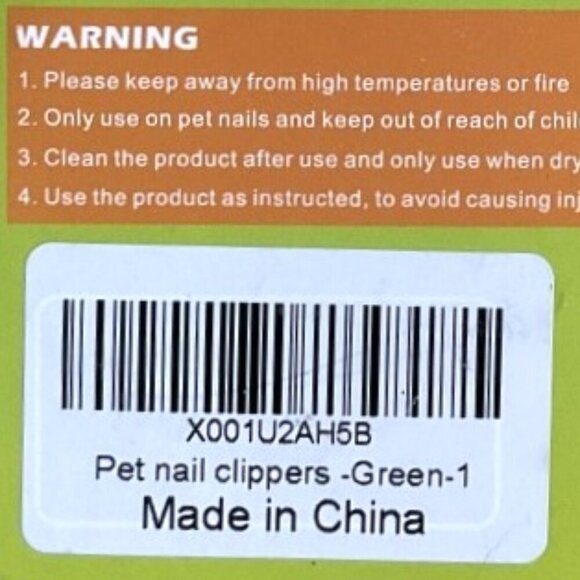 WARNING
1. Please keep away from high temperatures or fire
2. Only use on pet nails and keep out of reach of
3. Clean the product after use and only use when dry
4. Use the product as instructed, to avoid causing
X001U2AH5B
Pet nail clippers -Green-1
Made in China